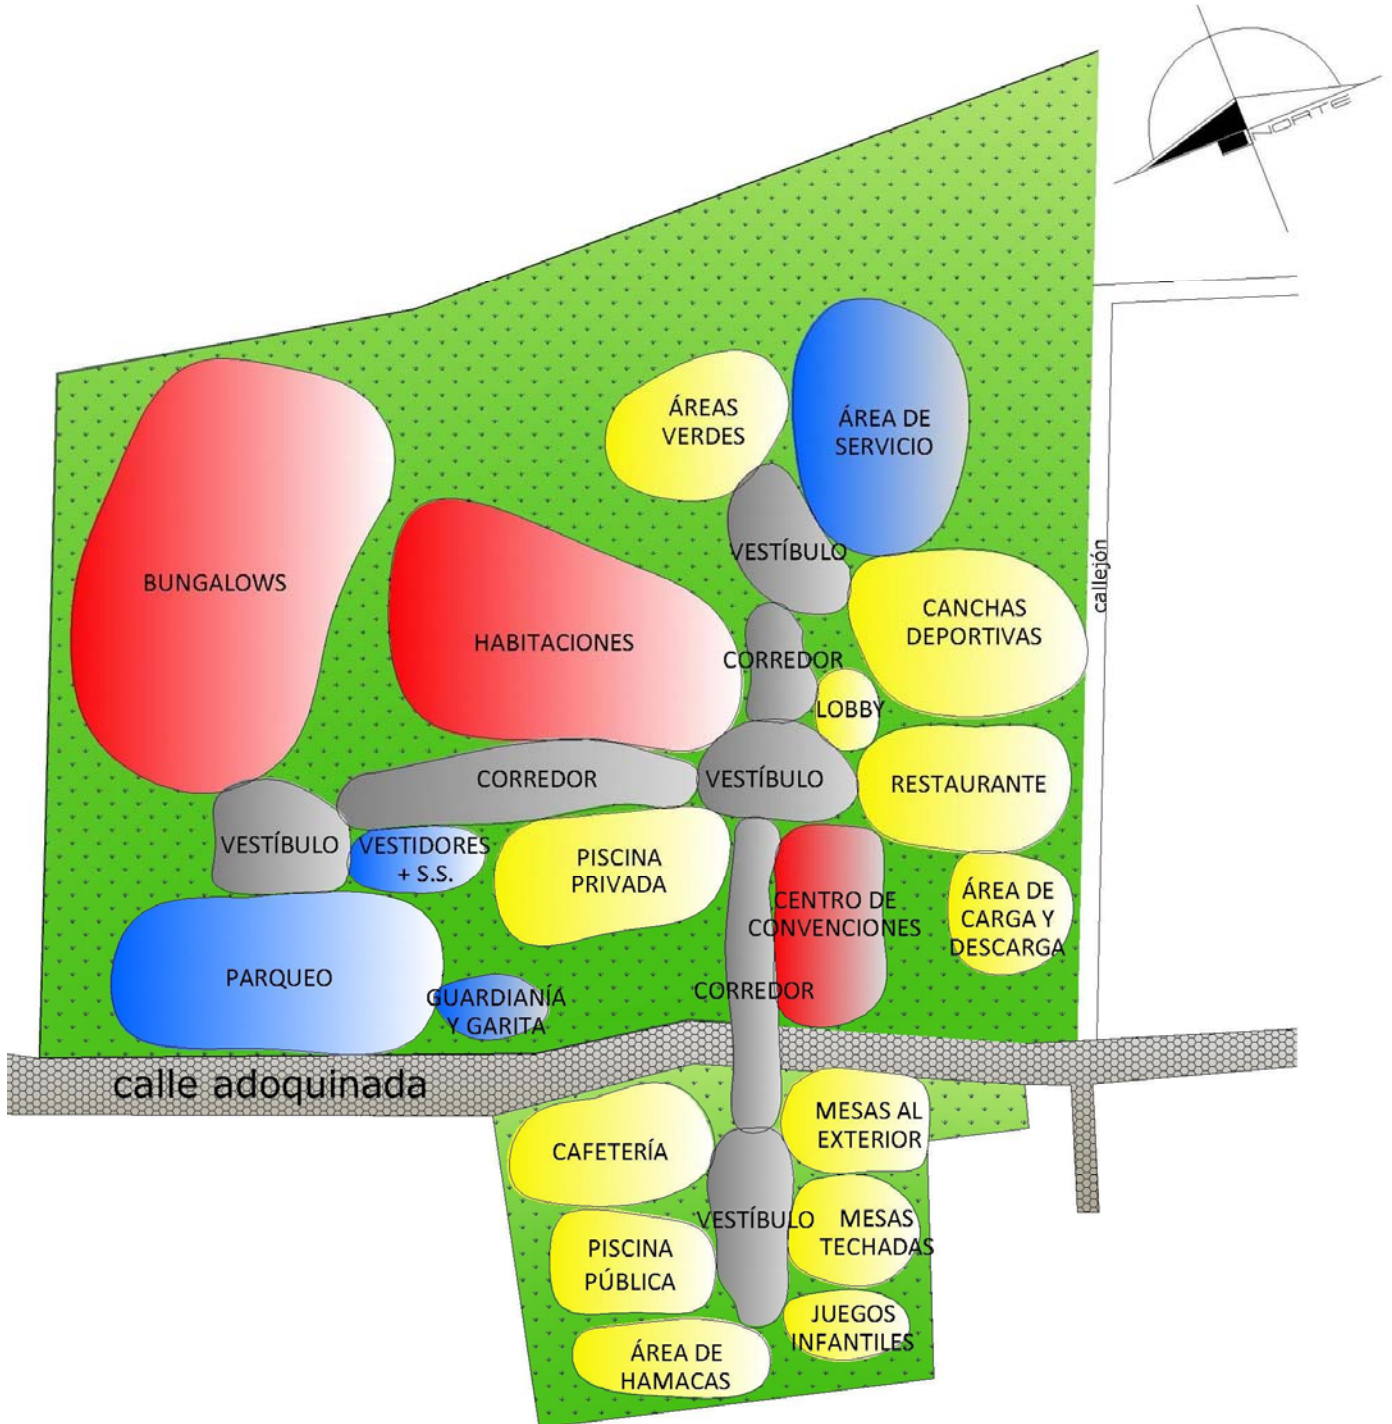 NORTE
ÁREAS
VERDES
ÁREA DE
SERVICIO
VESTÍBULO
callejón
BUNGALOWS
HABITACIONES
CANCHAS
DEPORTIVAS
CORREDOR
LOBBY
CORREDOR
VESTÍBULO
RESTAURANTE
VESTÍBULO
VESTIDORES
+ S.S.
PISCINA
PRIVADA
CENTRO DE
CONVENCIONES
ÁREA DE
CARGA Y
DESCARGA
PARQUEO
GUARDIANÍA
Y GARITA
CORREDOR
calle adoquinada
CAFETERÍA
MESAS AL
EXTERIOR
VESTÍBULO
MESAS
TECHADAS
PISCINA
PÚBLICA
JUEGOS
INFANTILES
ÁREA DE
HAMACAS